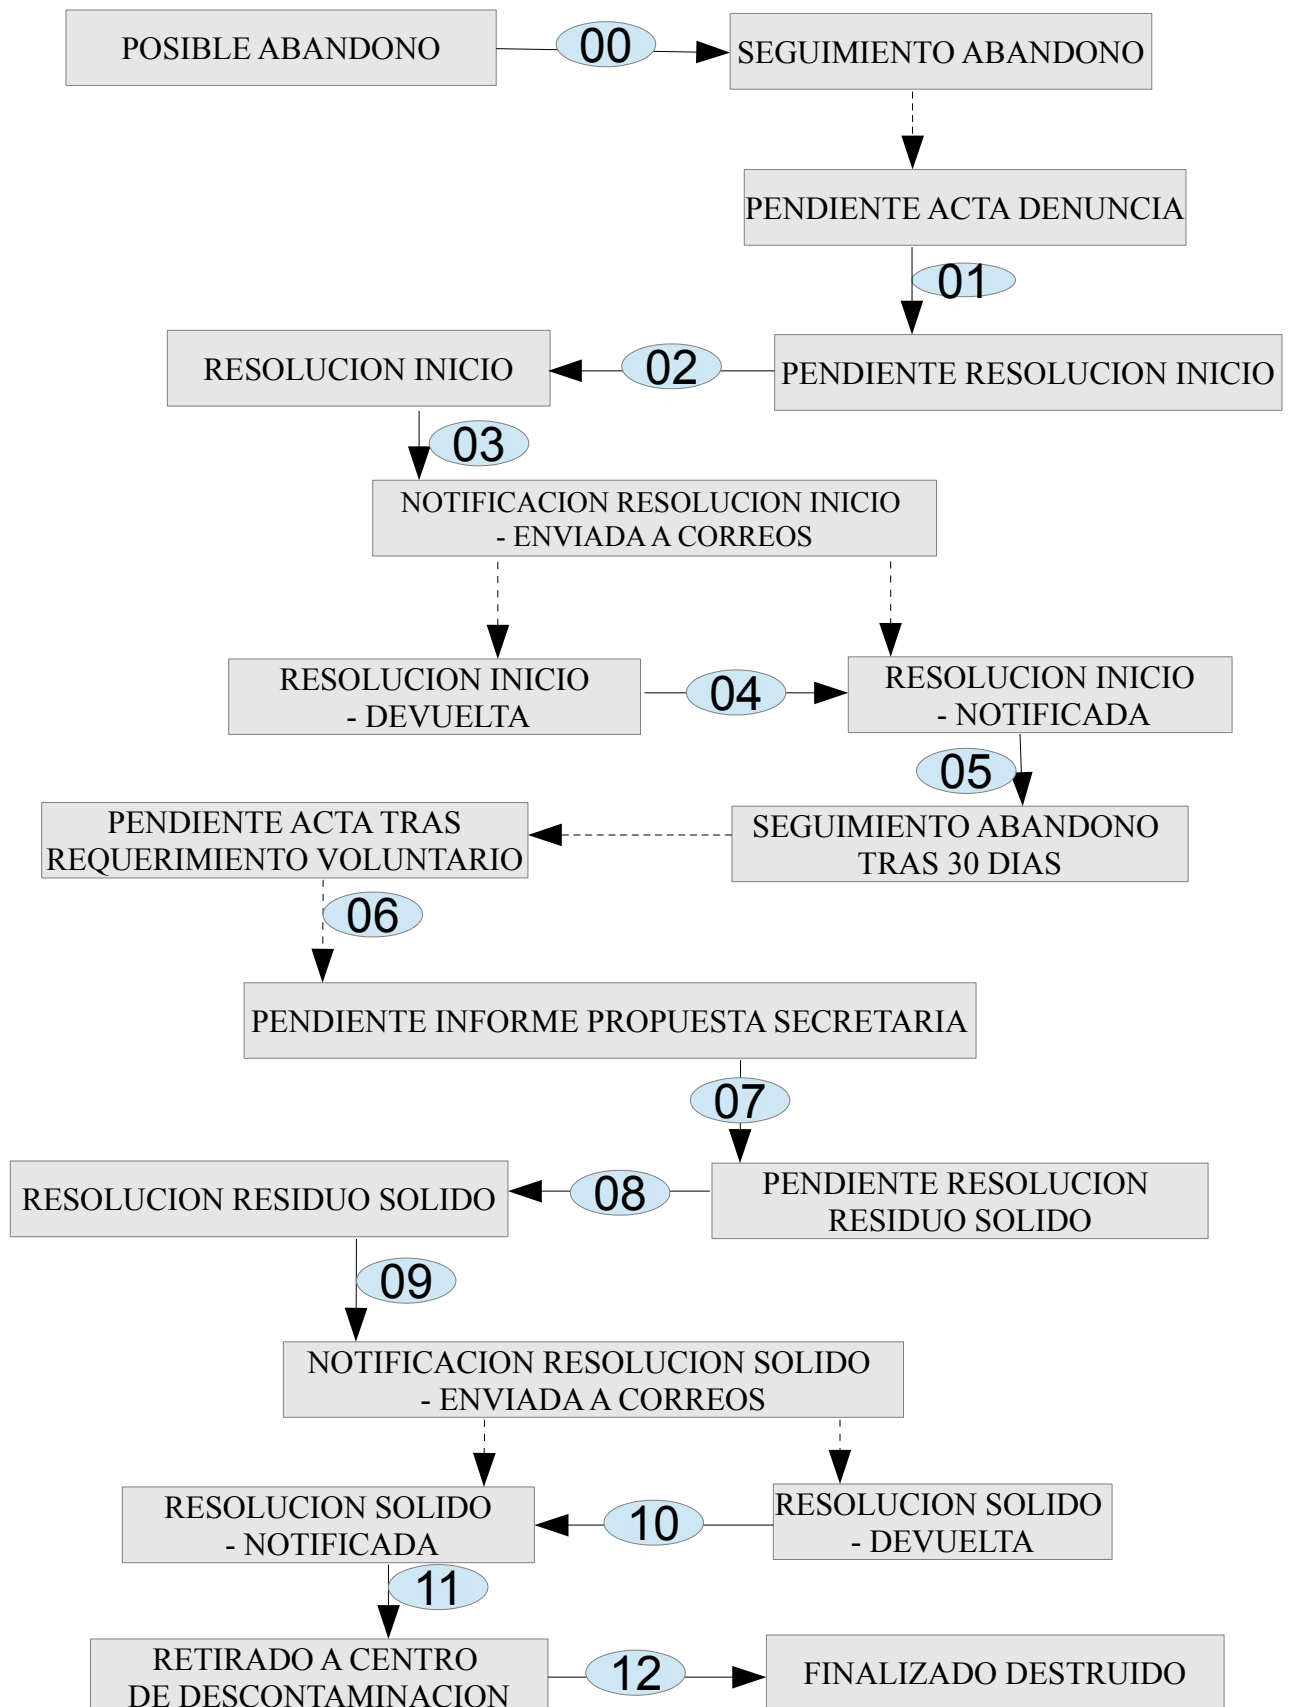 POSIBLE ABANDONO
00
SEGUIMIENTO ABANDONO
PENDIENTE ACTA DENUNCIA
01
RESOLUCION INICIO
02
PENDIENTE RESOLUCION INICIO
03
NOTIFICACION RESOLUCION INICIO
- ENVIADA A CORREOS
RESOLUCION INICIO
- DEVUELTA
04
RESOLUCION INICIO
- NOTIFICADA
05
PENDIENTE ACTA TRAS
REQUERIMIENTO VOLUNTARIO
SEGUIMIENTO ABANDONO
TRAS 30 DIAS
06
PENDIENTE INFORME PROPUESTA SECRETARIA
07
RESOLUCION RESIDUO SOLIDO
08
PENDIENTE RESOLUCION
RESIDUO SOLIDO
09
NOTIFICACION RESOLUCION SOLIDO
- ENVIADA A CORREOS
RESOLUCION SOLIDO
- NOTIFICADA
10
RESOLUCION SOLIDO
- DEVUELTA
11
RETIRADO A CENTRO
DE DESCONTAMINACION
12
FINALIZADO DESTRUIDO